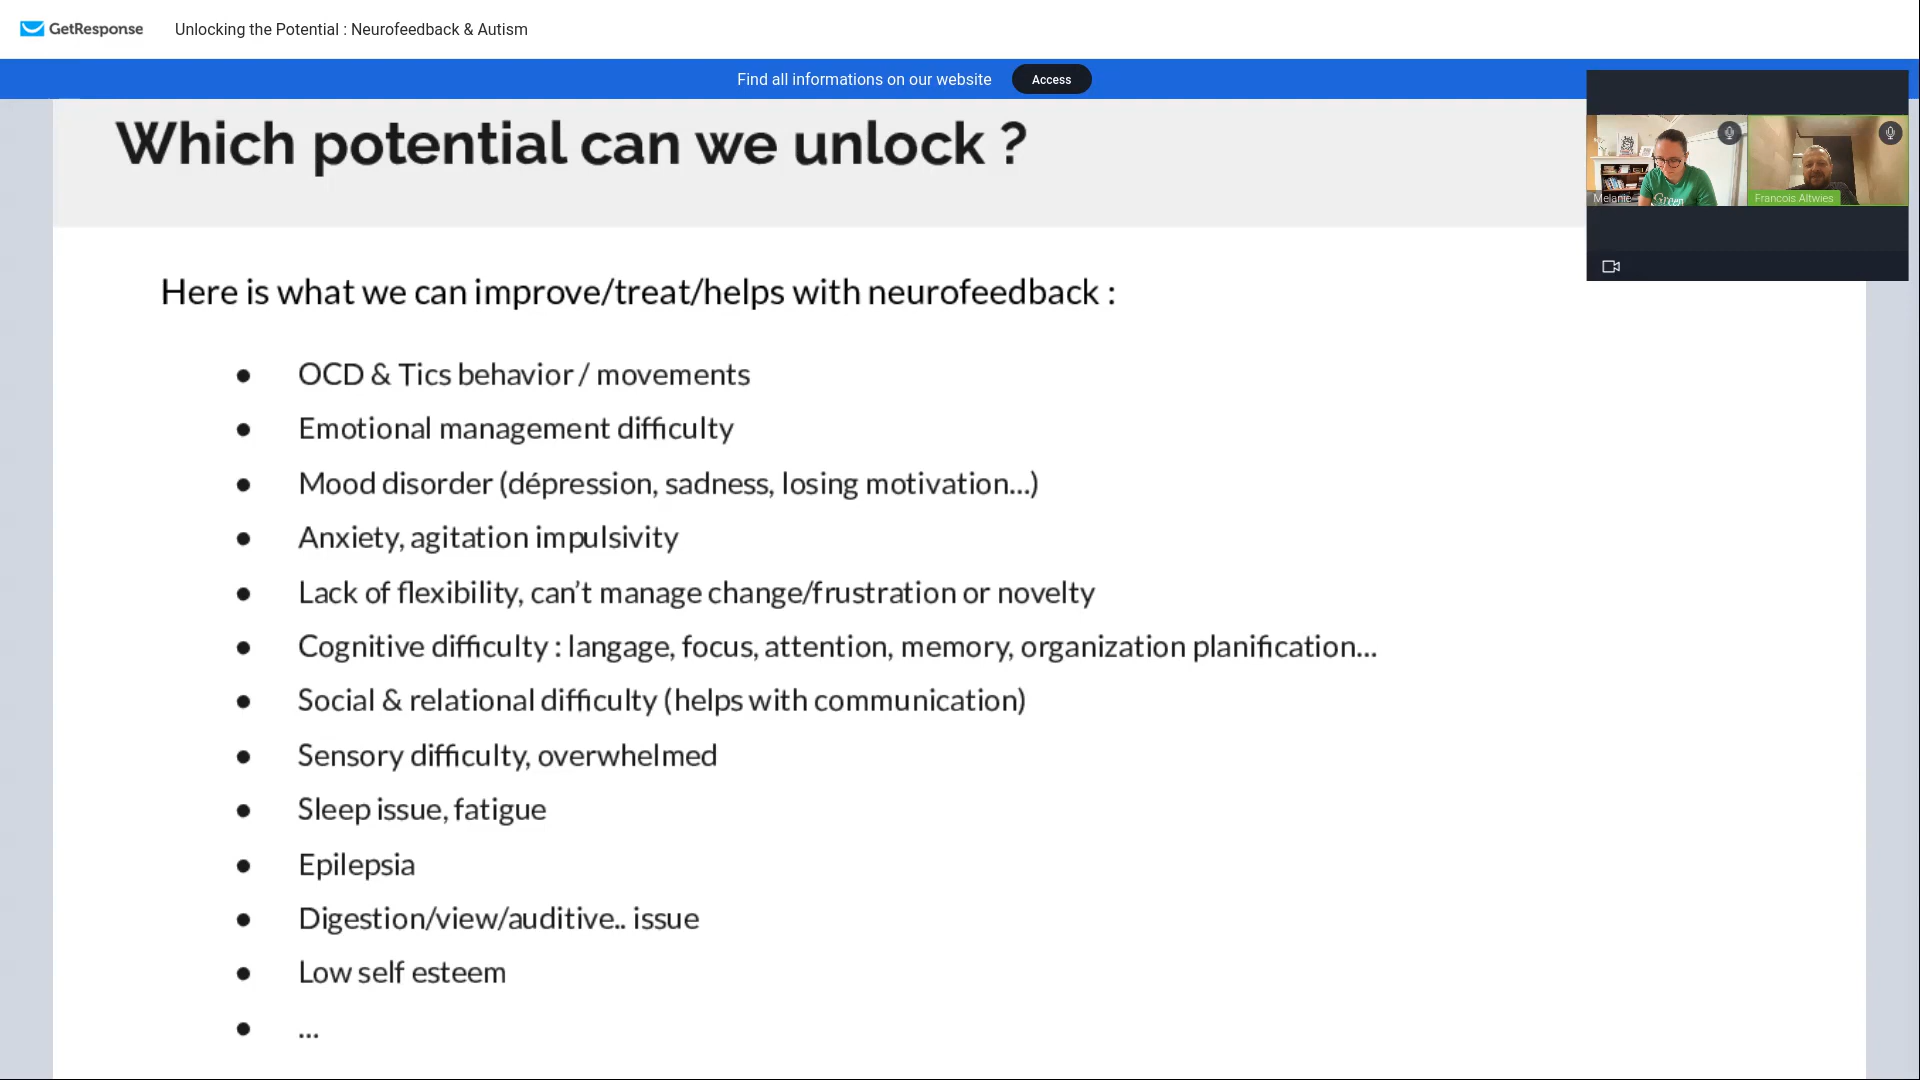 GetResponse
Unlocking the Potential : Neurofeedback & Autism
Find all informations on our website
Access
Which potential can we unlock ?
Melanie
Francois Altwies
Green
Here is what we can improve/treat/helps with neurofeedback :
● OCD & Tics behavior / movements
● Emotional management difficulty
● Mood disorder (dépression, sadness, losing motivation...)
● Anxiety, agitation impulsivity
● Lack of flexibility, can’t manage change/frustration or novelty
● Cognitive difficulty : langage, focus, attention, memory, organization planification...
● Social & relational difficulty (helps with communication)
● Sensory difficulty, overwhelmed
● Sleep issue, fatigue
● Epilepsia
● Digestion/view/auditive.. issue
● Low self esteem
● ...